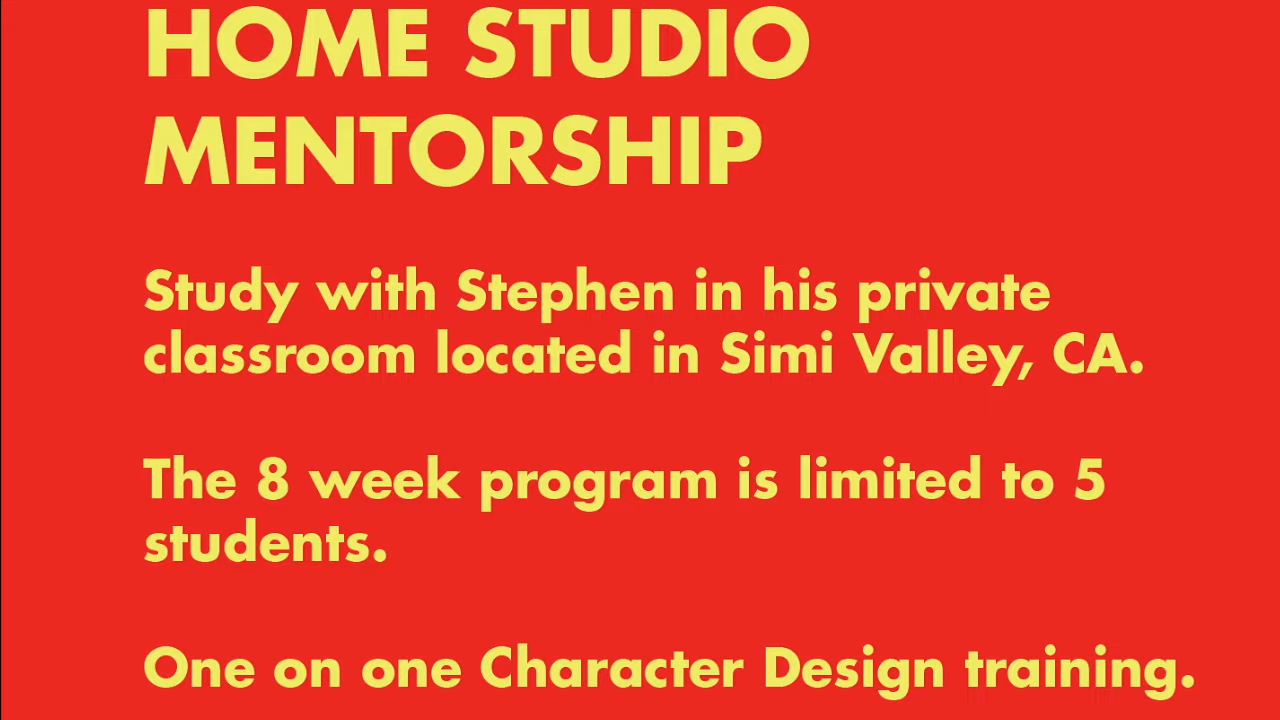 HOME STUDIO
MENTORSHIP
Study with Stephen in his private
classroom located in Simi Valley, CA.
The 8 week program is limited to 5
students.
One on one Character Design training.